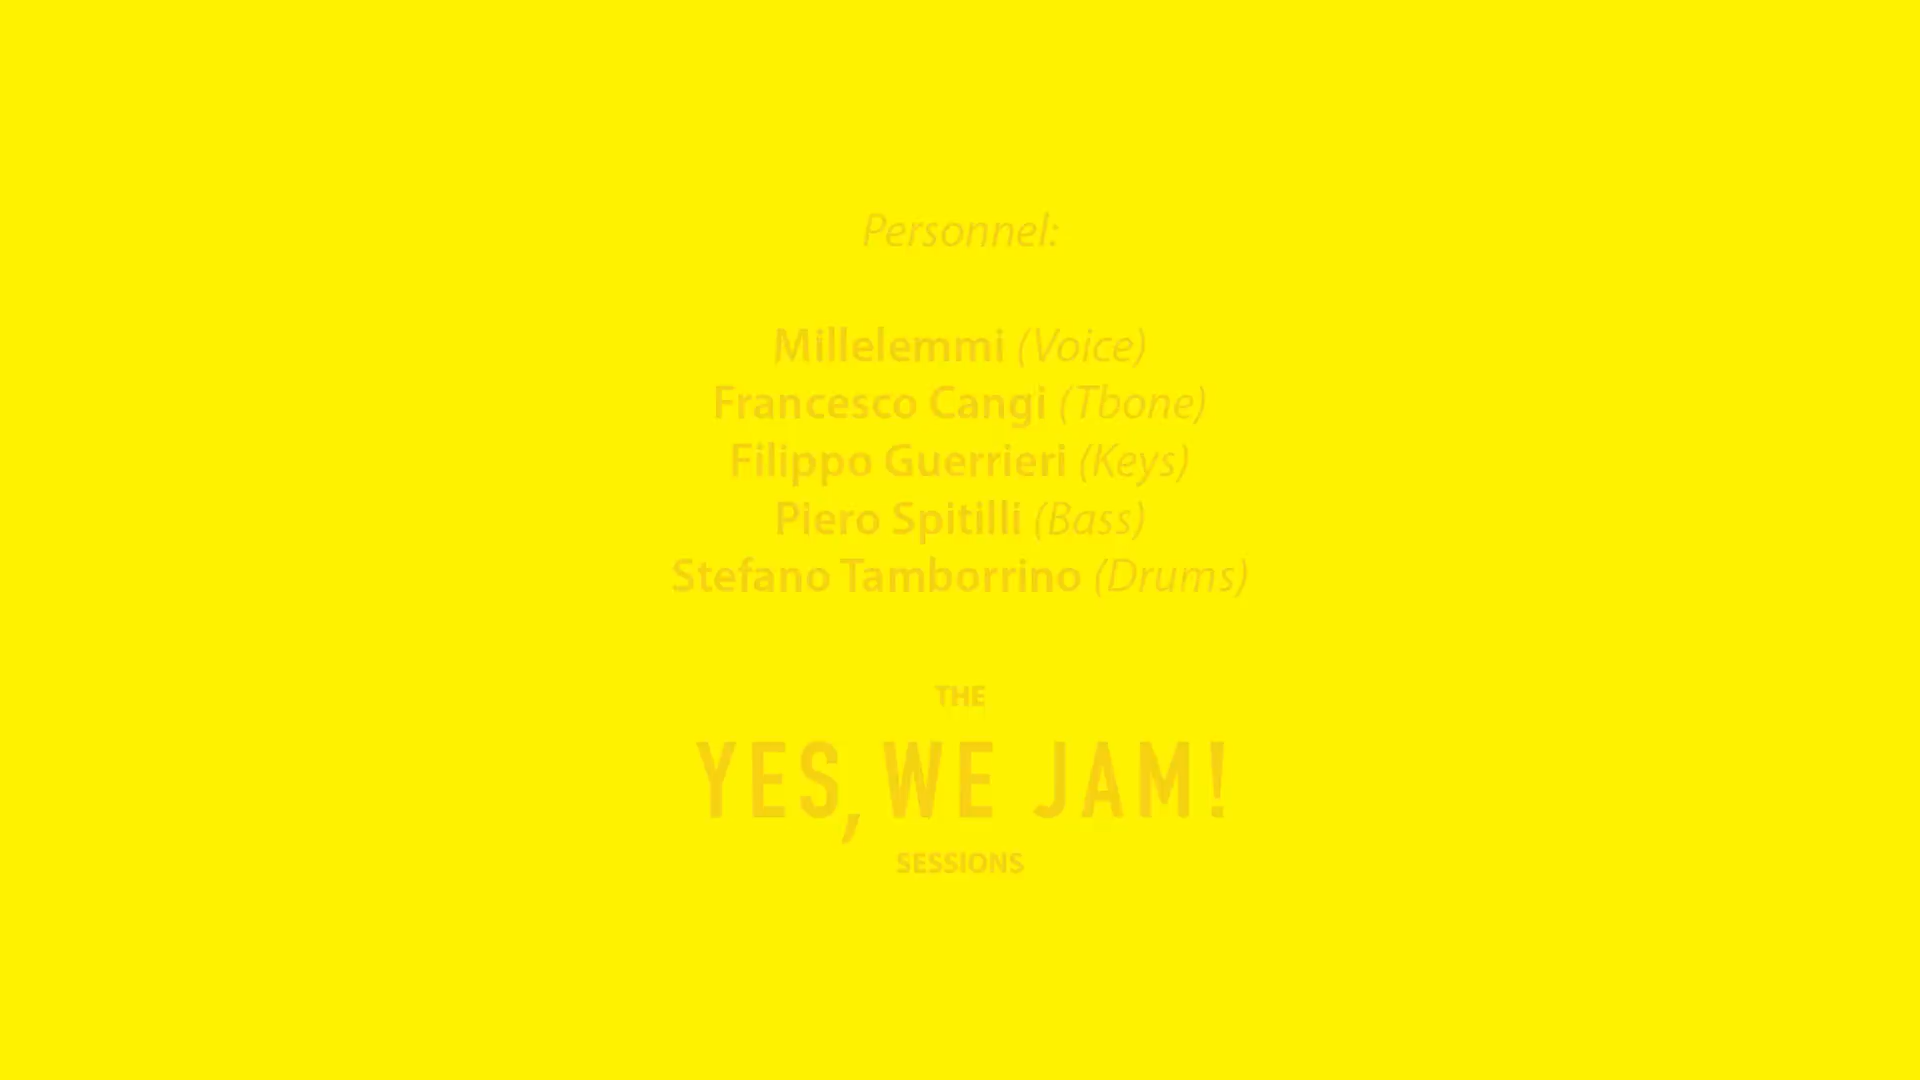 Personnel:
Millelemmi (Voice)
Francesco Cangi (Tbone)
Filippo Guerrieri (Keys)
Piero Spitilli (Bass)
Stefano Tamborrino (Drums)
THE
YES, WE JAM!
SESSIONS